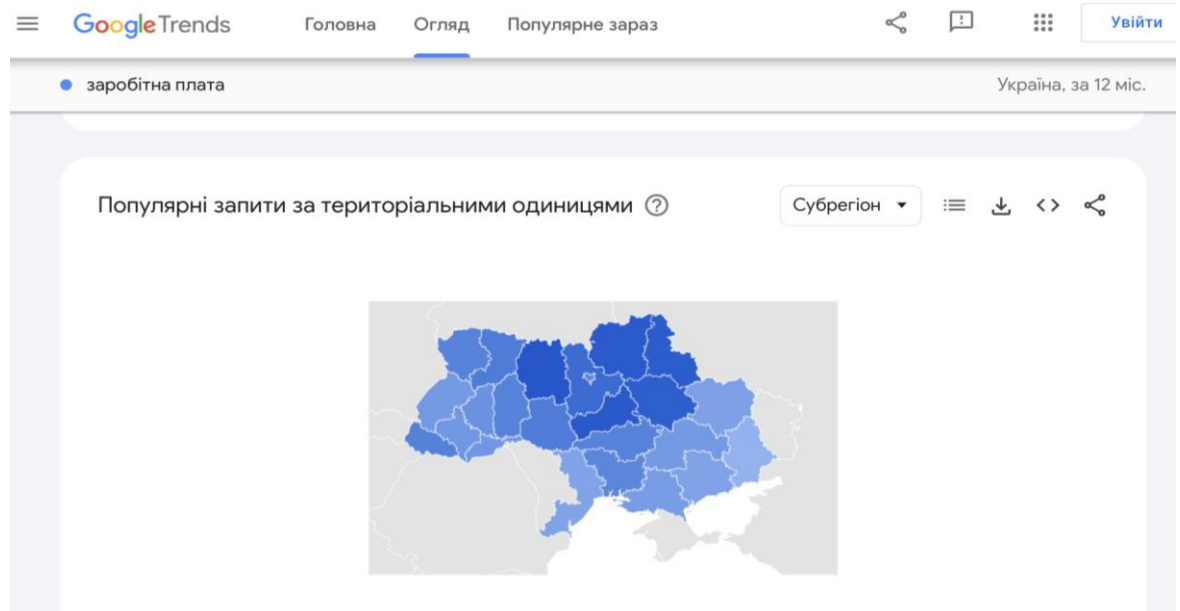 Google Trends Головна Огляд Популярне зараз Увійти
заробітна плата Україна, за 12 міс.
Популярні запити за територіальними одиницями Субрегіон